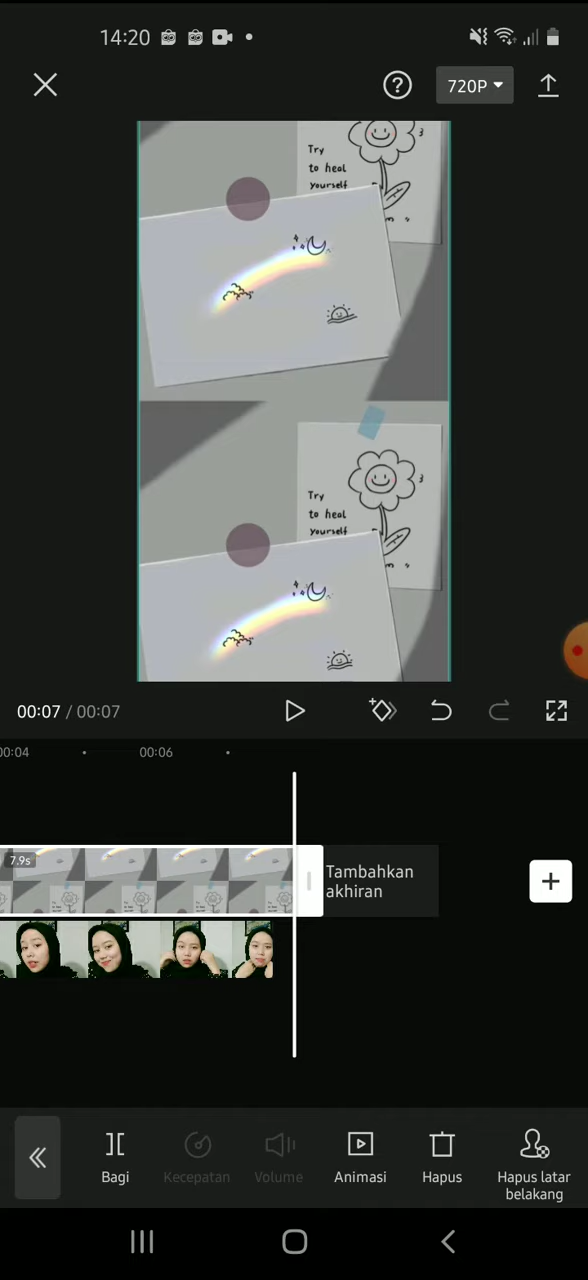 14:20
720P
Try
to heal
yourself
Try
to heal
yourself
00:07 / 00:07
00:04
00:06
7.9s
Tambahkan
akhiran
Bagi
Kecepatan
Volume
Animasi
Hapus
Hapus latar
belakang